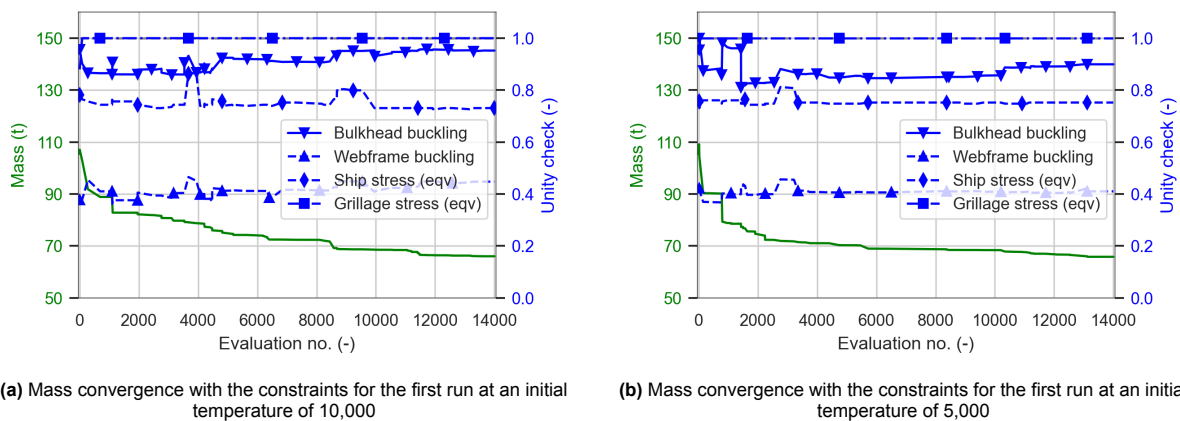 150
130
110
90
70
50
Mass (t)
1.0
0.8
0.6
0.4
0.2
0.0
Unity check (-)
Bulkhead buckling
Webframe buckling
Ship stress (eqv)
Grillage stress (eqv)
0 2000 4000 6000 8000 10000 12000 14000
Evaluation no. (-)
(a) Mass convergence with the constraints for the first run at an initial
temperature of 10,000
150
130
110
90
70
50
Mass (t)
1.0
0.8
0.6
0.4
0.2
0.0
Unity check (-)
Bulkhead buckling
Webframe buckling
Ship stress (eqv)
Grillage stress (eqv)
0 2000 4000 6000 8000 10000 12000 14000
Evaluation no. (-)
(b) Mass convergence with the constraints for the first run at an initial
temperature of 5,000